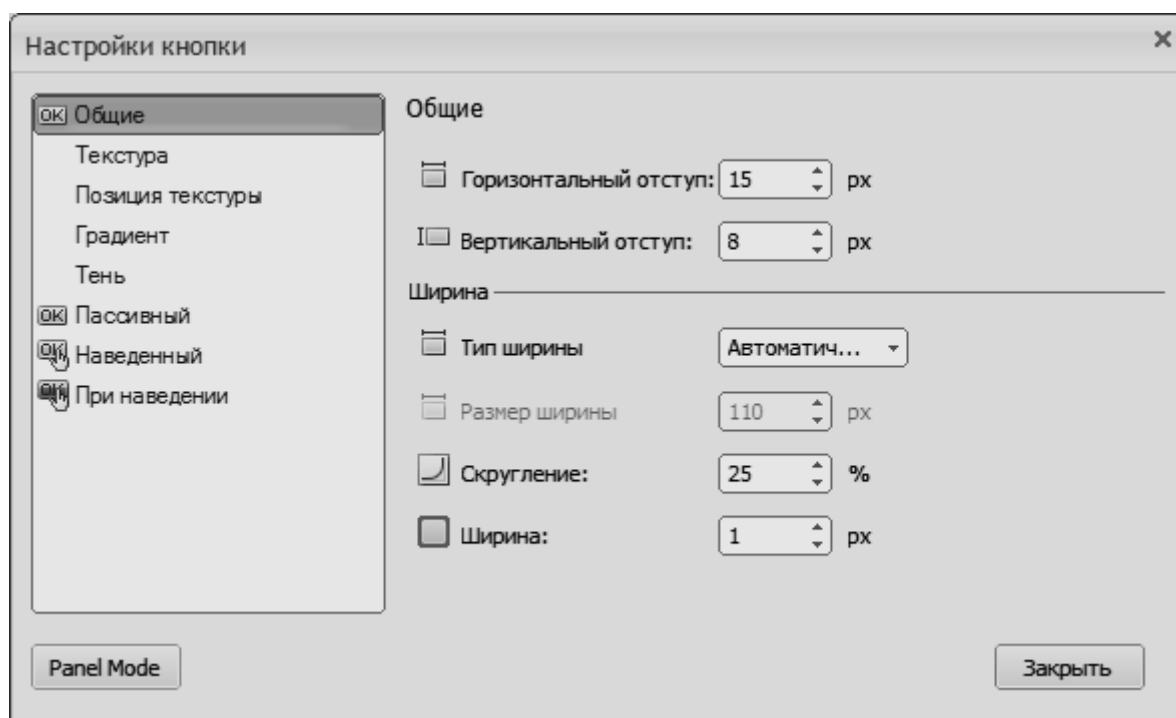 Настройки кнопки
OK Общие
Текстура
Позиция текстуры
Градиент
Тень
OK Пассивный
OK Наведенный
OK При наведении
Общие
Горизонтальный отступ: 15 px
Вертикальный отступ: 8 px
Ширина
Тип ширины Автоматич...
Размер ширины 110 px
Скругление: 25 %
Ширина: 1 px
Panel Mode
Закрыть